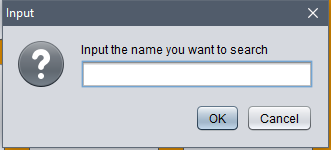 Input
Input the name you want to search
OK
Cancel